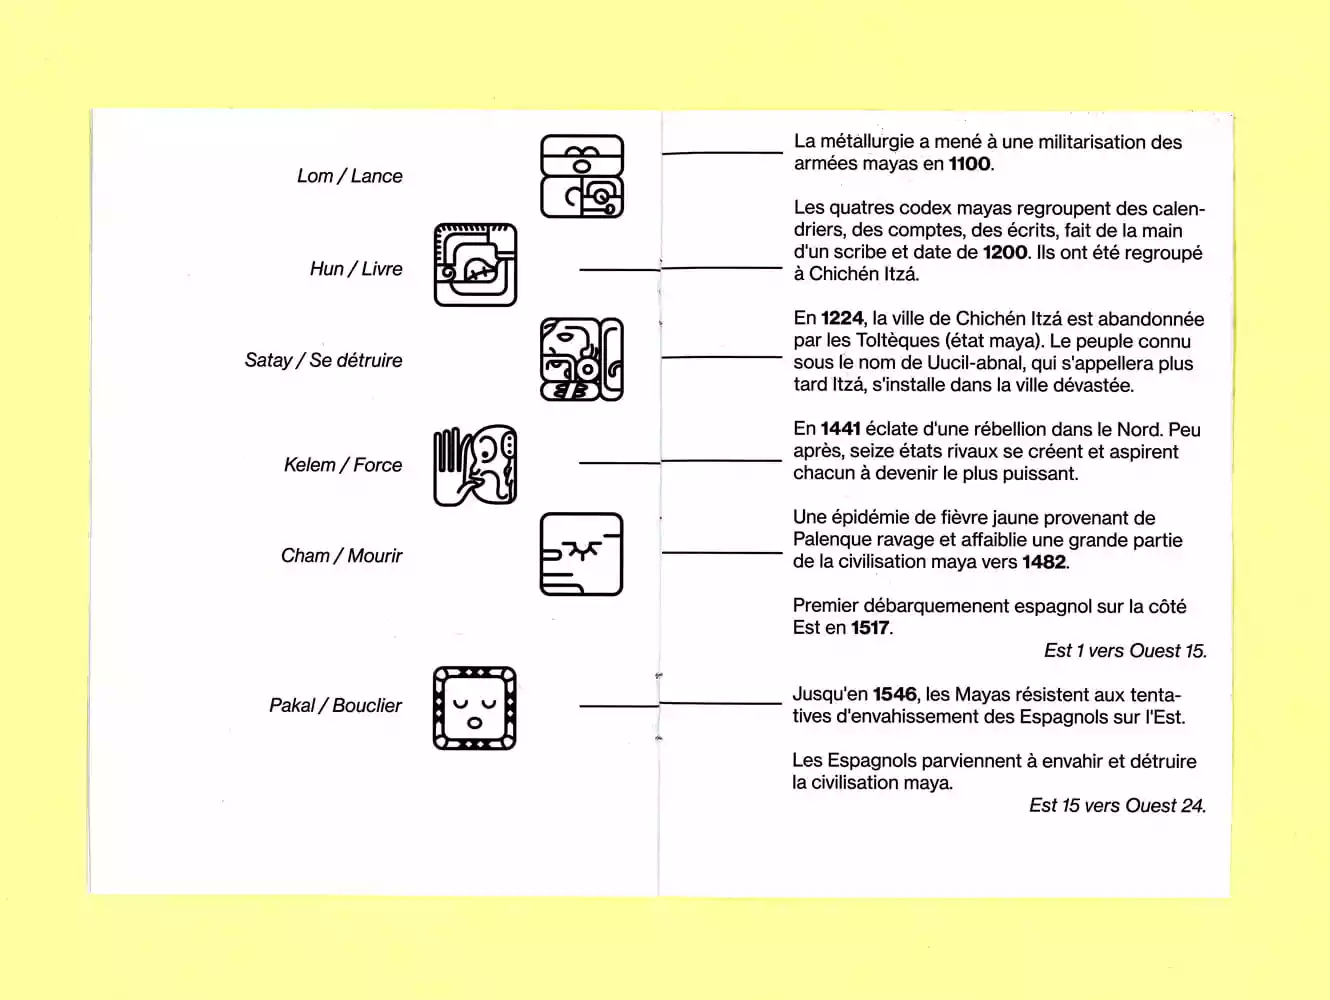 Lom / Lance
Hun / Livre
Satay / Se détruire
Kelem / Force
Cham / Mourir
Pakal / Bouclier
La métallurgie a mené à une militarisation des
armées mayas en 1100.
Les quatres codex mayas regroupent des calen-
driers, des comptes, des écrits, fait de la main
d'un scribe et date de 1200. Ils ont été regroupé
à Chichén Itzá.
En 1224, la ville de Chichén Itzá est abandonnée
par les Toltèques (état maya). Le peuple connu
sous le nom de Uucil-abnal, qui s'appellera plus
tard Itzá, s'installe dans la ville dévastée.
En 1441 éclate d'une rébellion dans le Nord. Peu
après, seize états rivaux se créent et aspirent
chacun à devenir le plus puissant.
Une épidémie de fièvre jaune provenant de
Palenque ravage et affaiblie une grande partie
de la civilisation maya vers 1482.
Premier débarquemenent espagnol sur la côté
Est en 1517.
Est 1 vers Ouest 15.
Jusqu'en 1546, les Mayas résistent aux tenta-
tives d'envahissement des Espagnols sur l'Est.
Les Espagnols parviennent à envahir et détruire
la civilisation maya.
Est 15 vers Ouest 24.